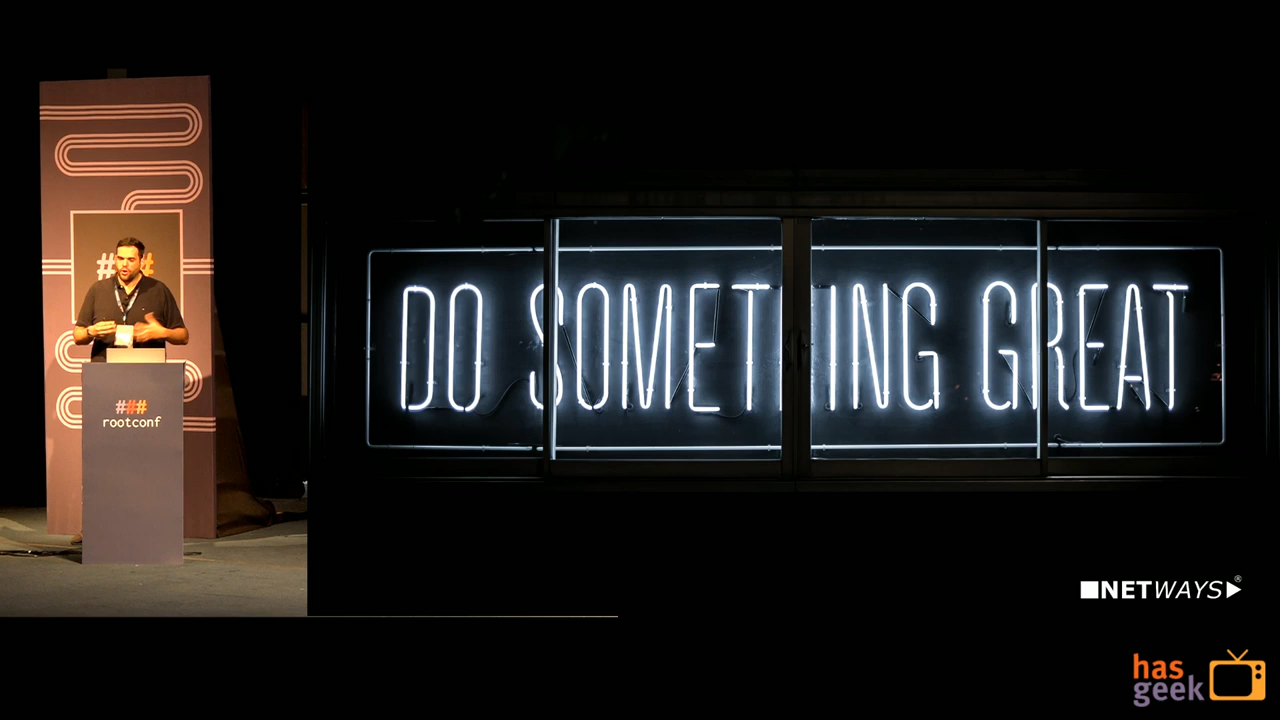 ###
rootconf
DO SOMETHING GREAT
NETWAYS®
has
geek